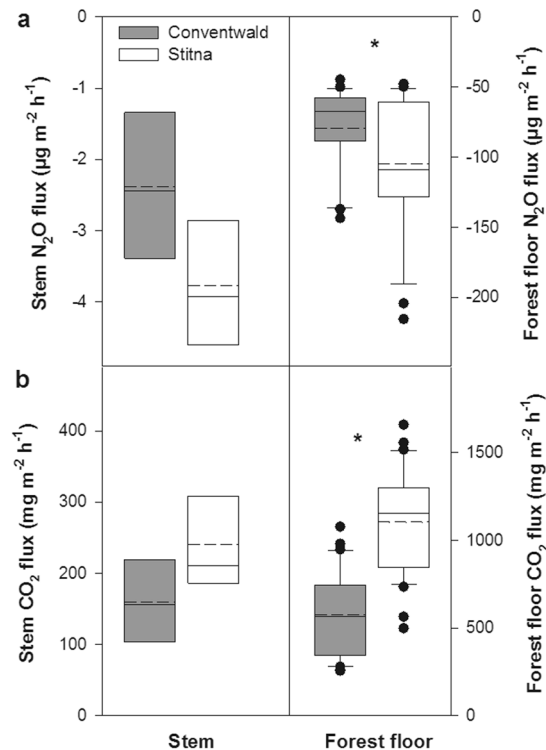 a
Conventwald
Stitna
Stem N₂O flux (µg m⁻² h⁻¹)
0
-1
-2
-3
-4
*
0
-50
-100
-150
-200
Forest floor N₂O flux (µg m⁻² h⁻¹)
b
Stem CO₂ flux (mg m⁻² h⁻¹)
400
300
200
100
0
*
1500
1000
500
0
Forest floor CO₂ flux (mg m⁻² h⁻¹)
Stem
Forest floor